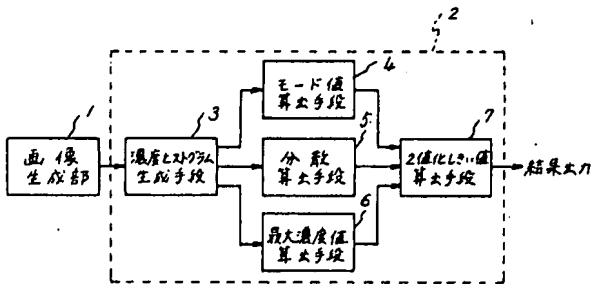 2
4
モード値
算出手段
1
画像
生成部
3
濃度ヒストグラム
生成手段
5
分散
算出手段
7
2値化しきい値
算出手段
結果出力
6
最大濃度値
算出手段